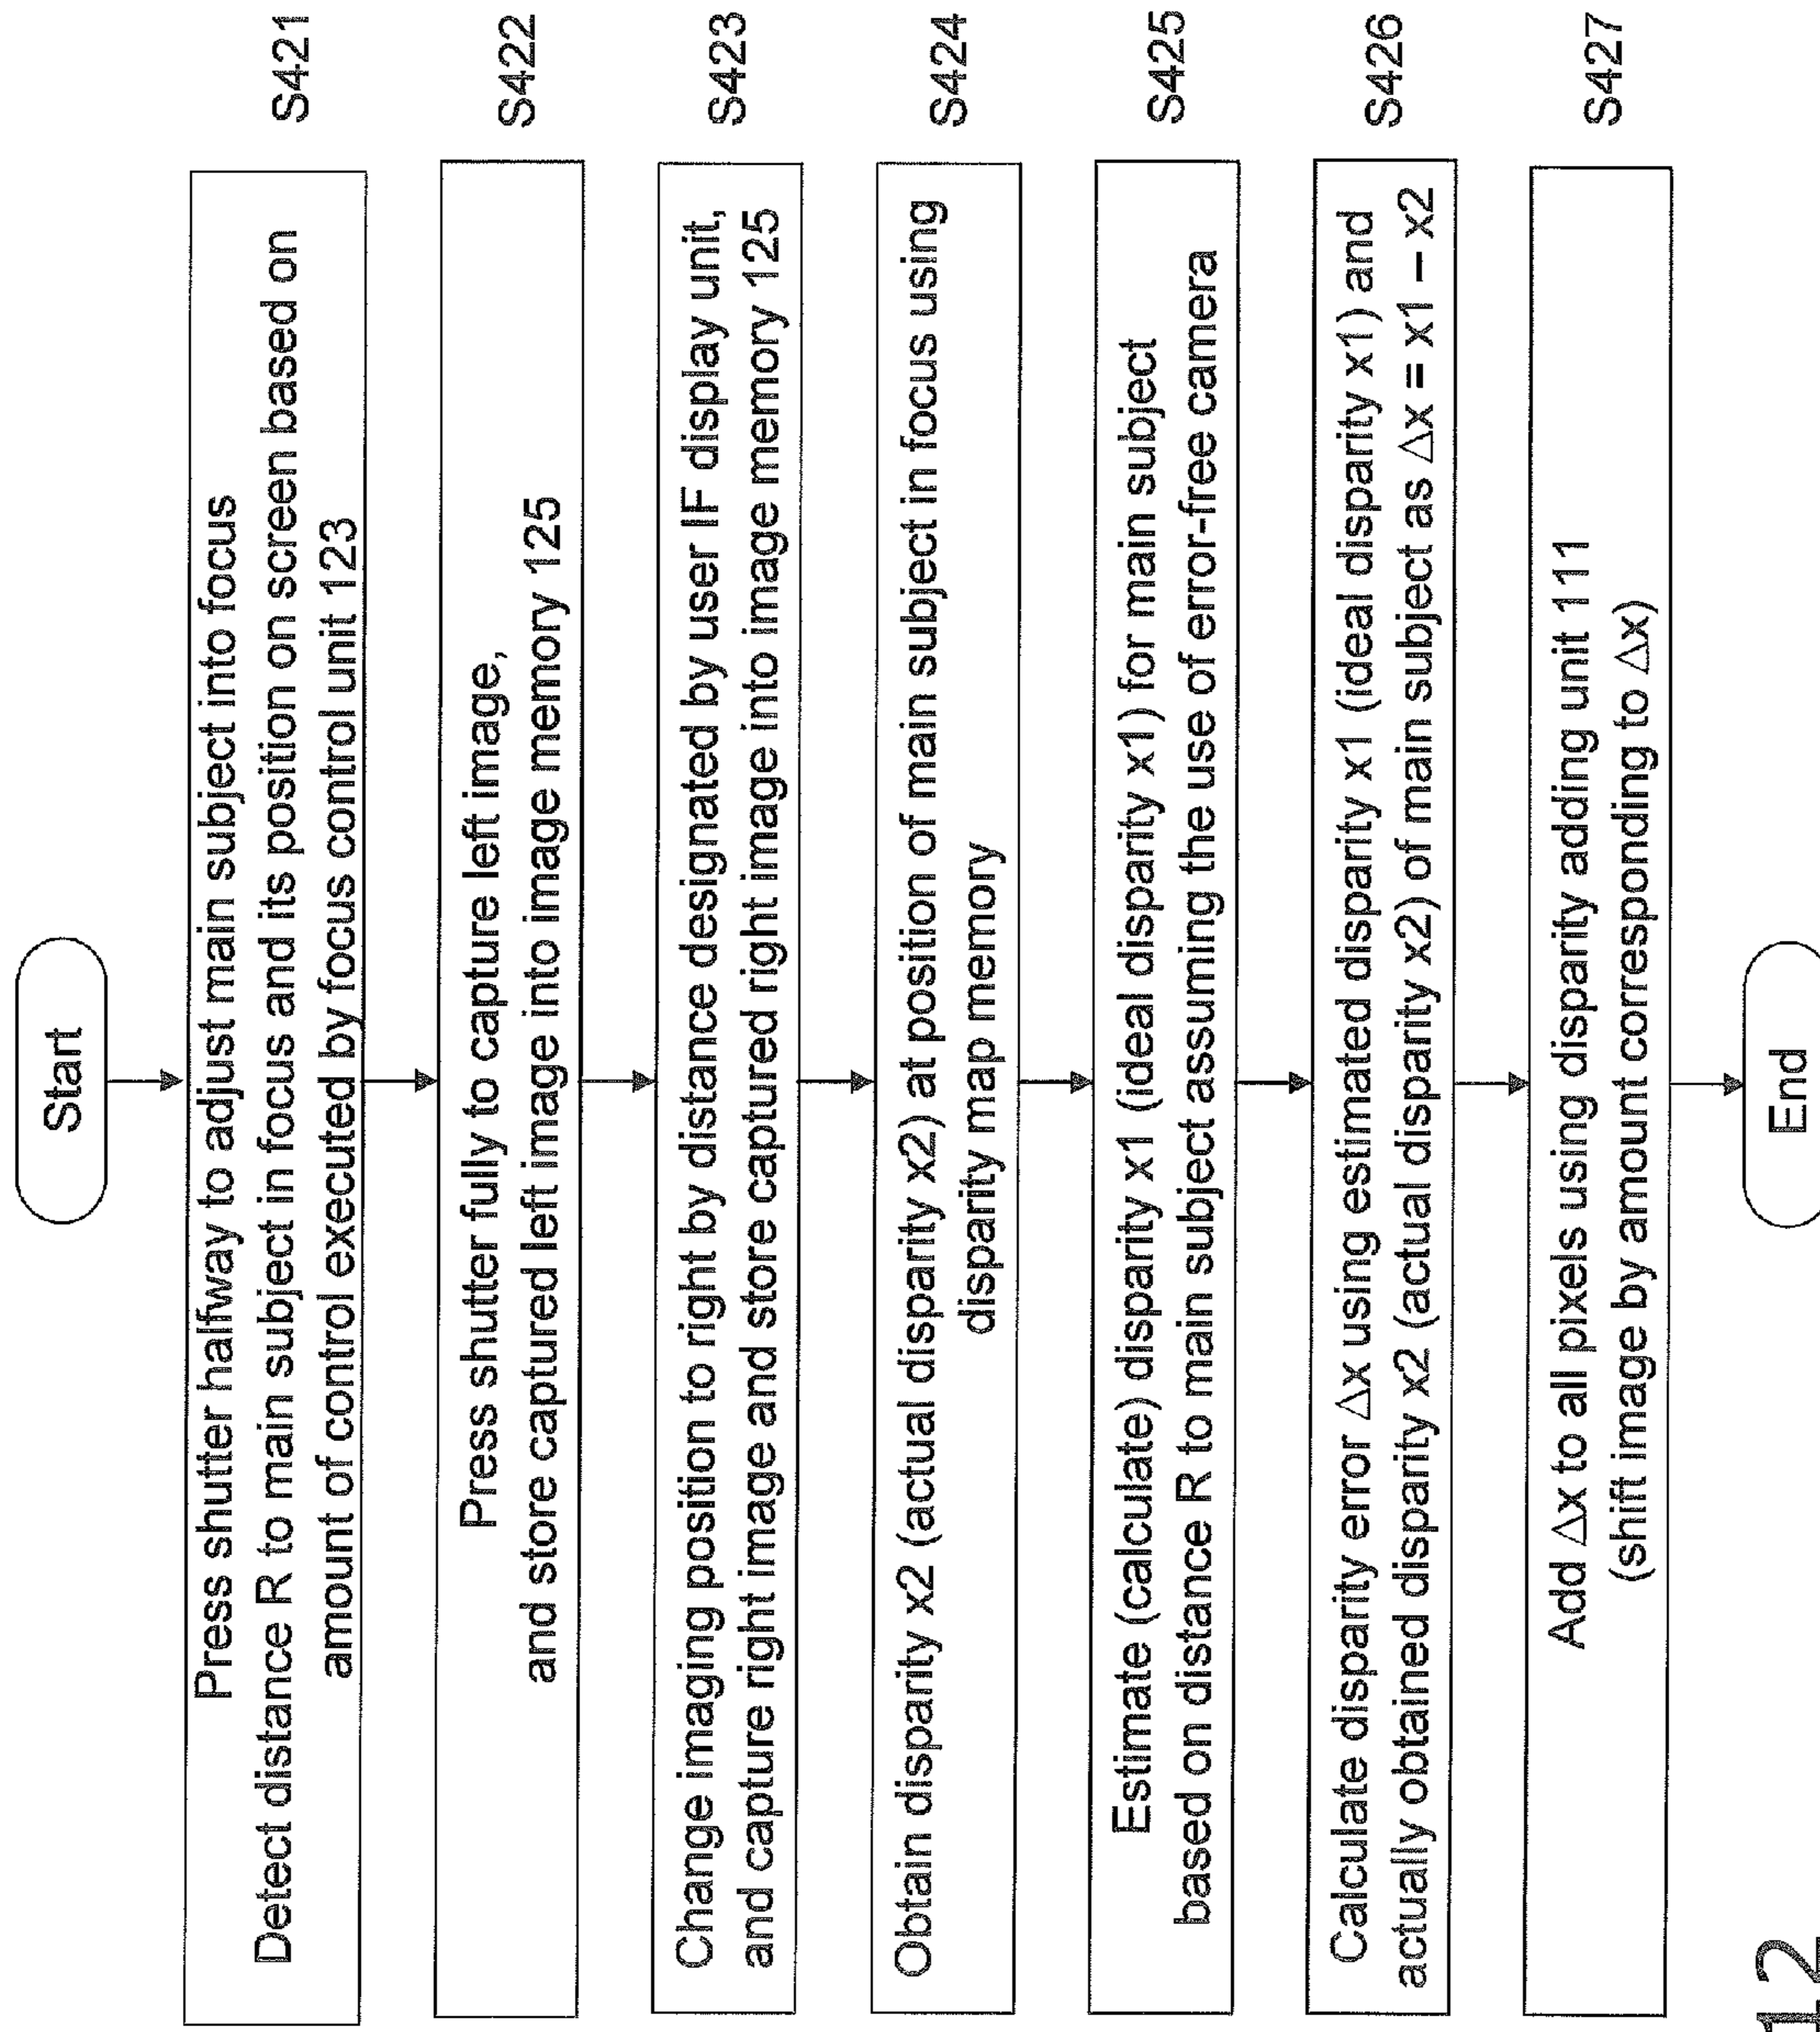 Start
Press shutter halfway to adjust main subject into focus
Detect distance R to main subject in focus and its position on screen based on
amount of control executed by focus control unit 123
S421
Press shutter fully to capture left image,
and store captured left image into image memory 125
S422
Change imaging position to right by distance designated by user IF display unit,
and capture right image and store captured right image into image memory 125
S423
Obtain disparity x2 (actual disparity x2) at position of main subject in focus using
disparity map memory
S424
Estimate (calculate) disparity x1 (ideal disparity x1) for main subject
based on distance R to main subject assuming the use of error-free camera
S425
Calculate disparity error △x using estimated disparity x1 (ideal disparity x1) and
actually obtained disparity x2 (actual disparity x2) of main subject as △x = x1 – x2
S426
Add △x to all pixels using disparity adding unit 111
(shift image by amount corresponding to △x)
S427
End
12